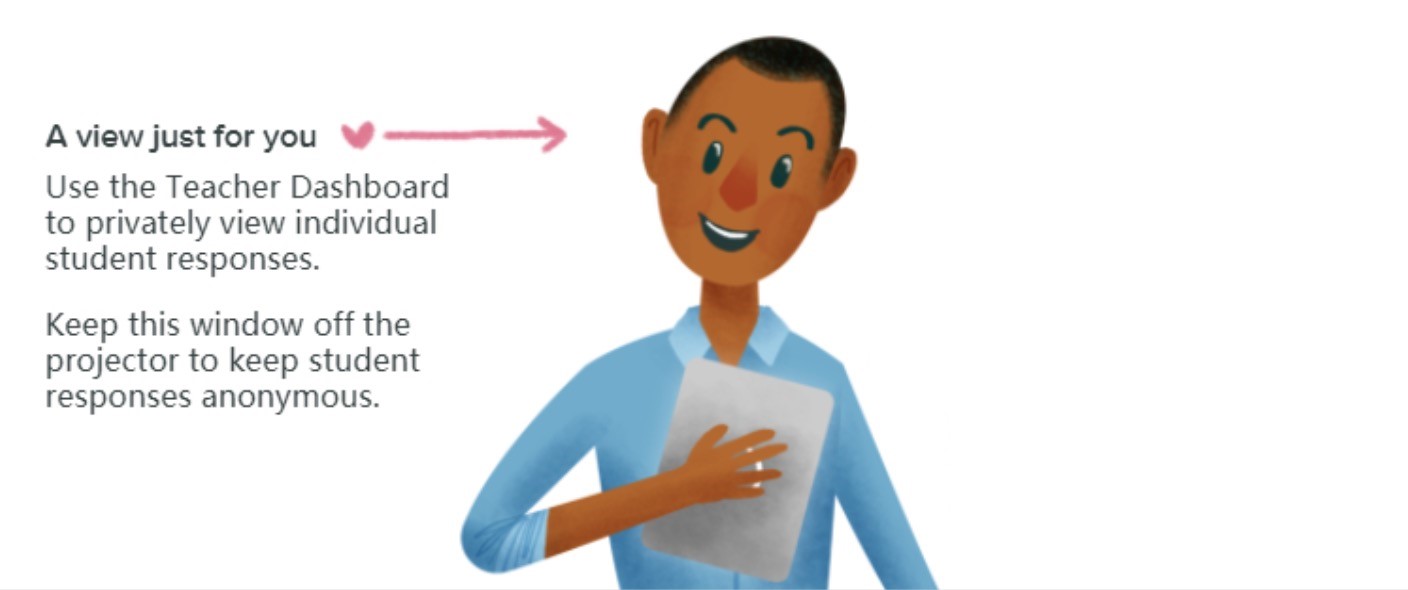 A view just for you
Use the Teacher Dashboard
to privately view individual
student responses.
Keep this window off the
projector to keep student
responses anonymous.